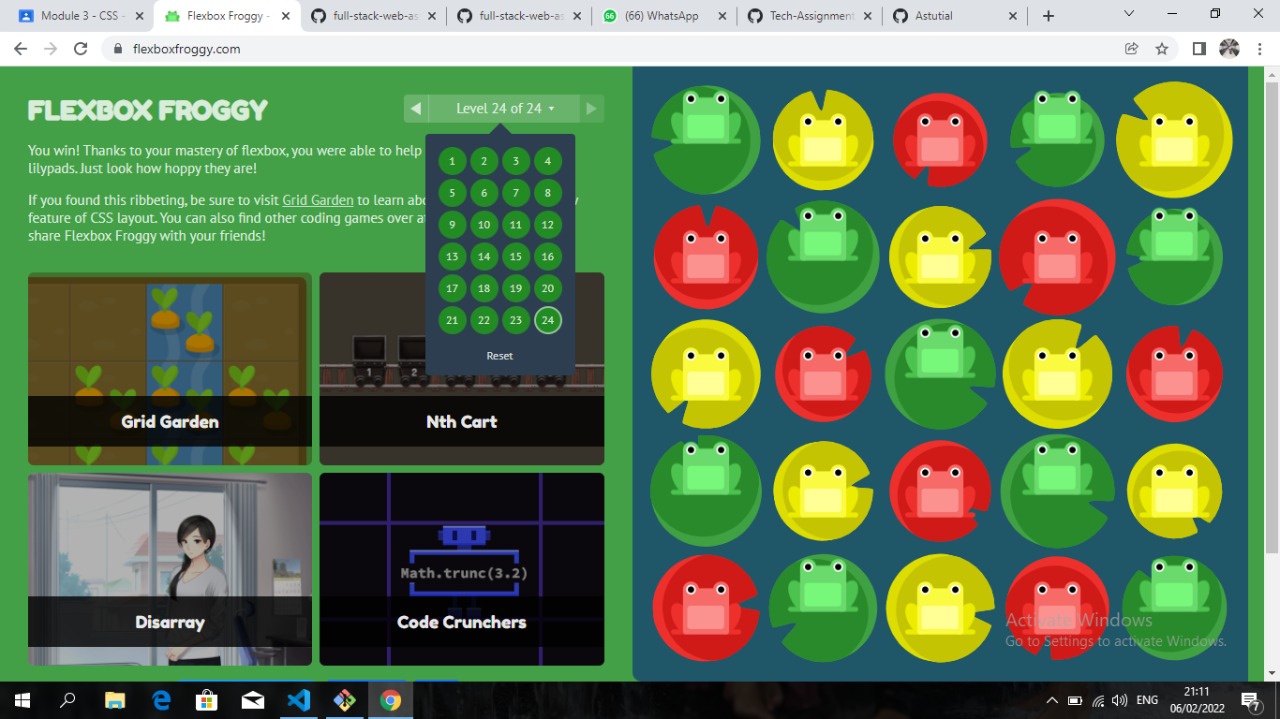 Module 3 - CSS -
Flexbox Froggy -
full-stack-web-as
full-stack-web-as
66
(66) WhatsApp
Tech-Assignment
Astutial
flexboxfroggy.com
FLEXBOX FROGGY
Level 24 of 24
You win! Thanks to your mastery of flexbox, you were able to help
lilypads. Just look how hoppy they are!
If you found this ribbeting, be sure to visit Grid Garden to learn
feature of CSS layout. You can also find other coding games over
share Flexbox Froggy with your friends!
1 2 3 4
5 6 7 8
9 10 11 12
13 14 15 16
17 18 19 20
21 22 23 24
Reset
1 2
Grid Garden
Nth Cart
Math.trunc(3.2)
Disarray
Code Crunchers
Activate Windows
Go to Settings to activate Windows.
ENG
21:11
06/02/2022
7